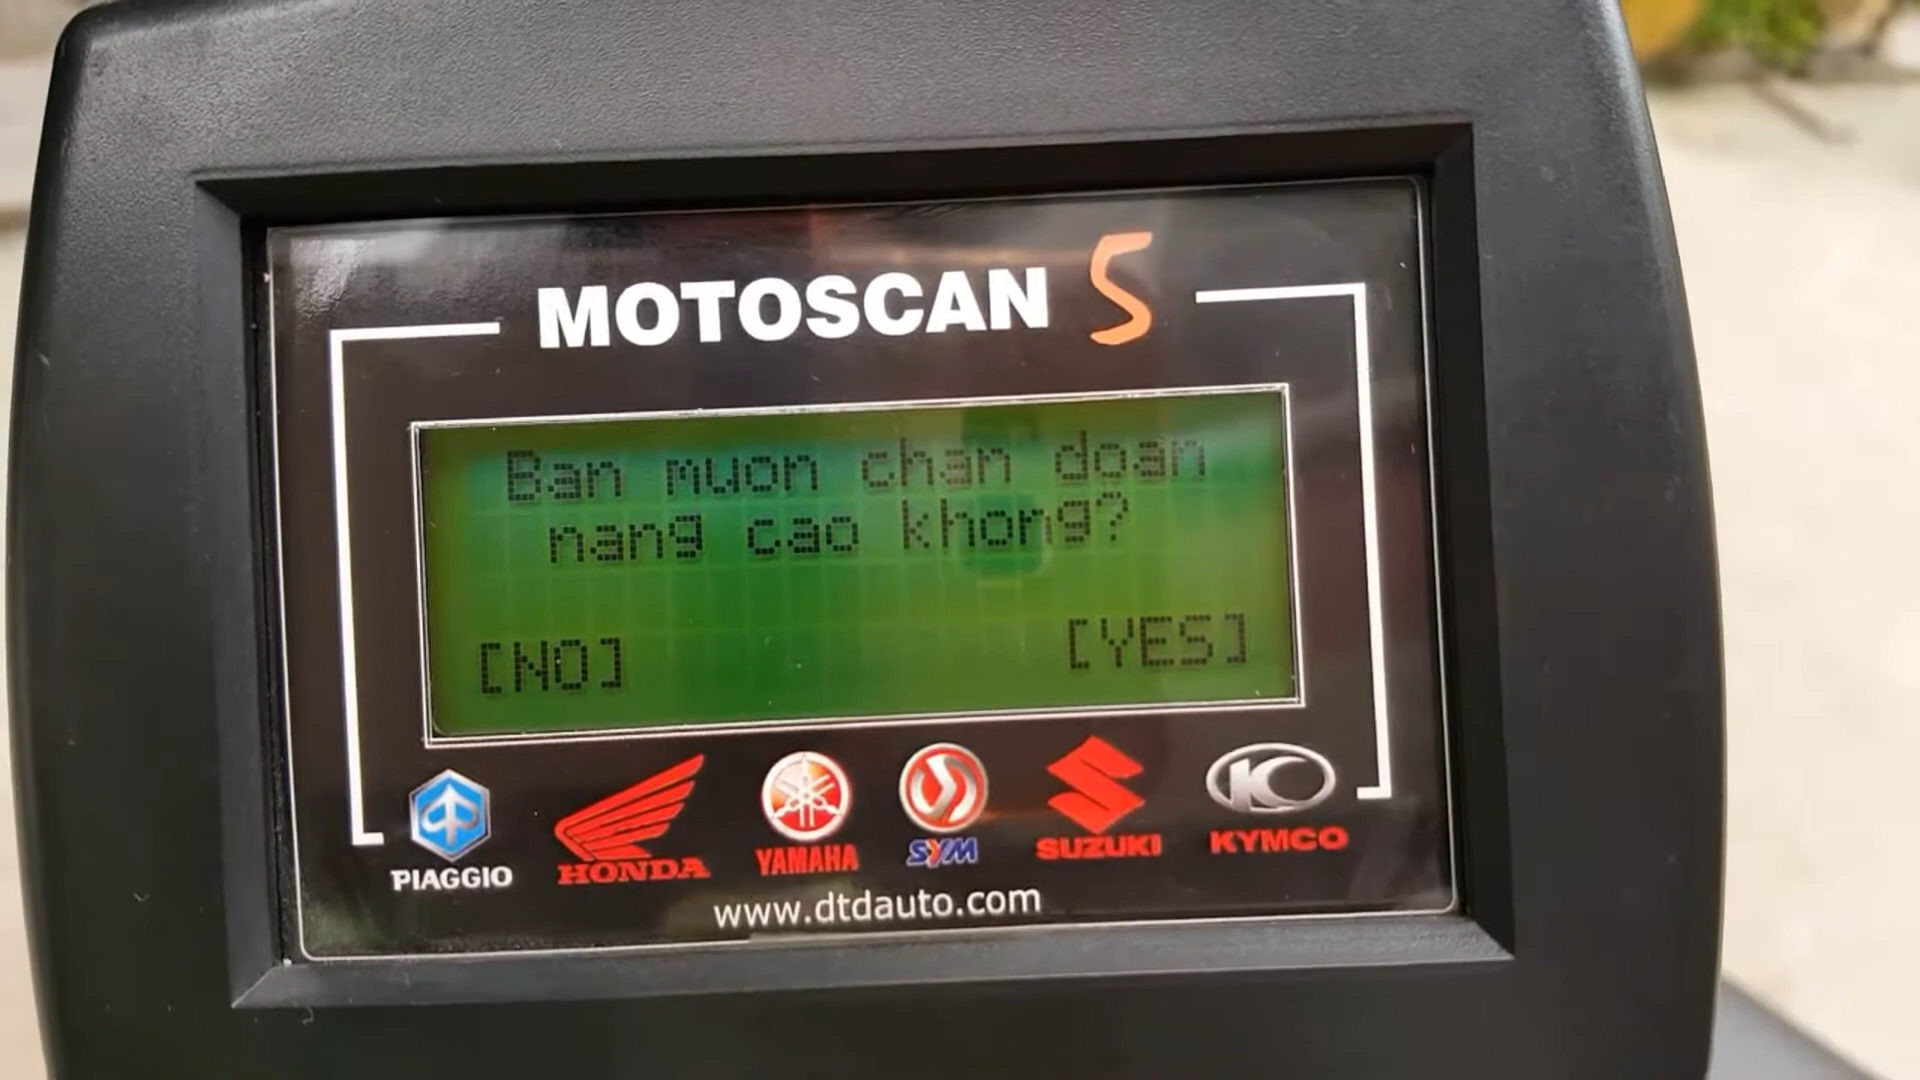 MOTOSCAN 5
Ban muon chan doan
nang cao khong?
[NO] [YES]
PIAGGIO HONDA YAMAHA SYM SUZUKI KYMCO
www.dtdauto.com